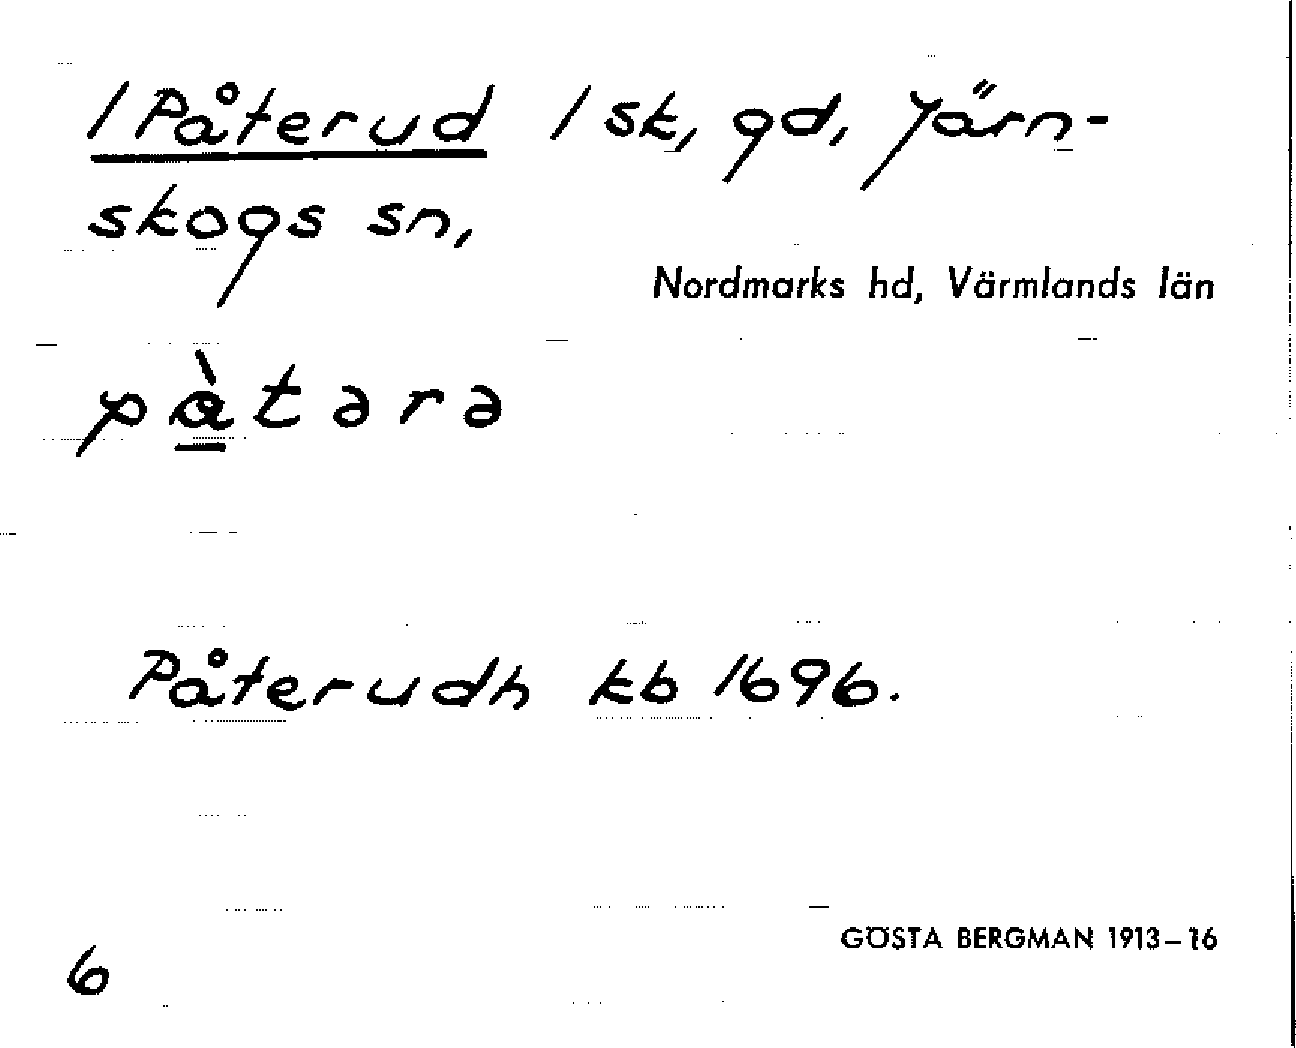 1 Påterud 1 sk, gd, Järn-
skogs sn,
Nordmarks hd, Värmlands län
pàtərə
Påterudh kb 1696.
GÖSTA BERGMAN 1913–16
6